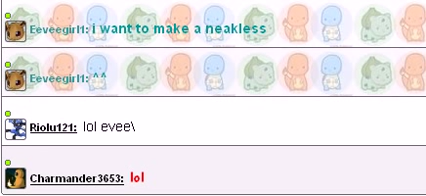 Eeveegirl1: i want to make a neakless
Eeveegirl1: ^^
Riolu121: lol evee\
Charmander3653: lol